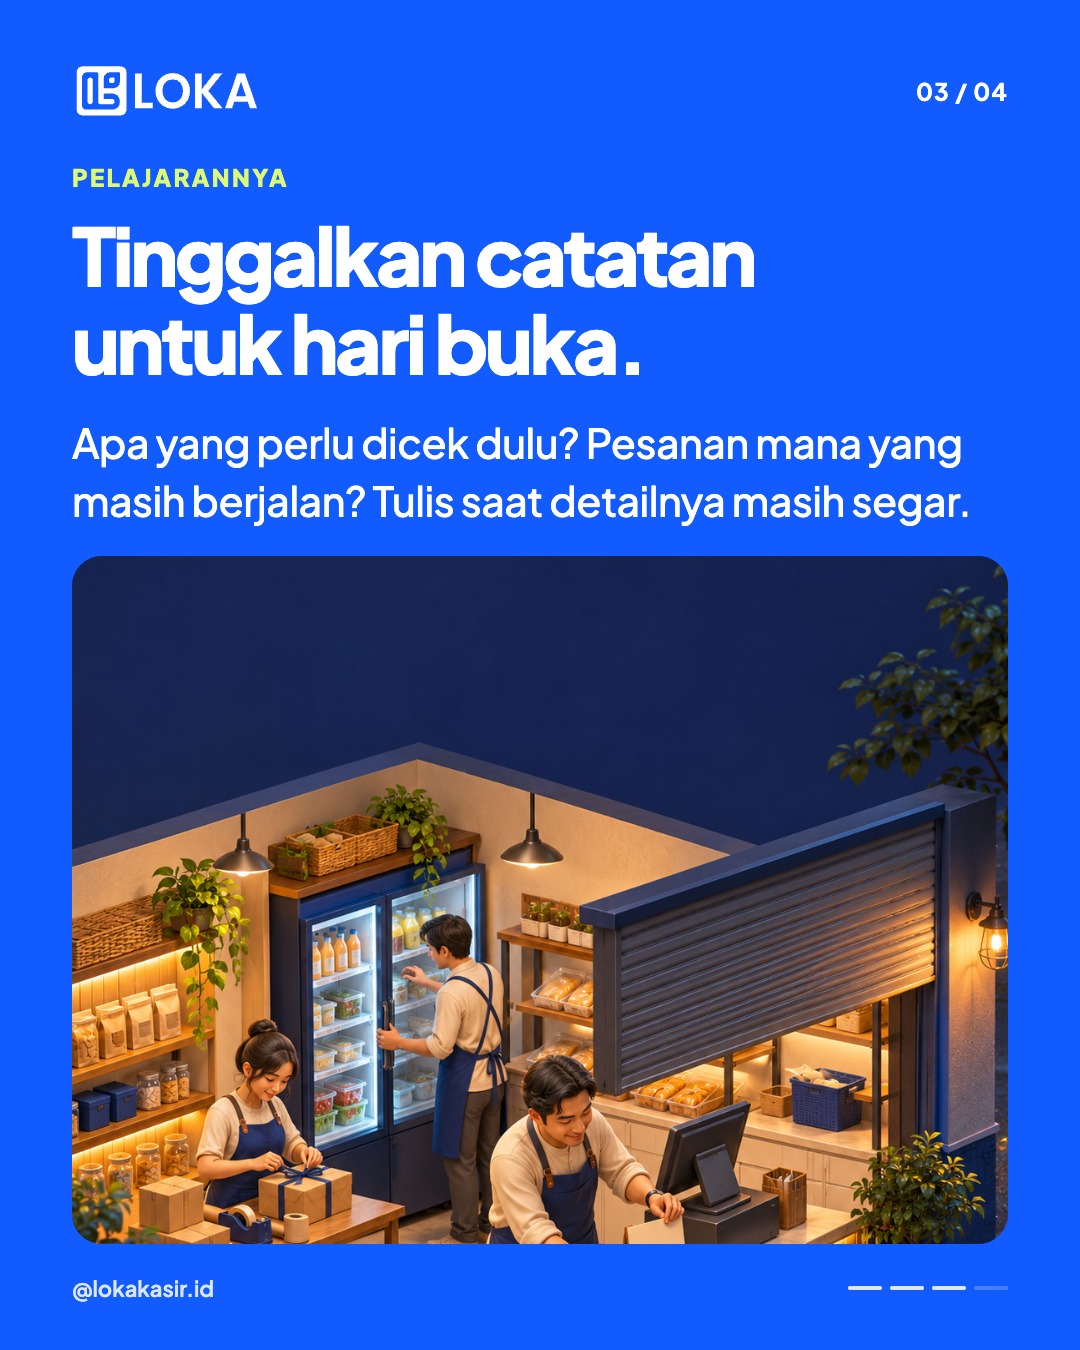 LOKA
03 / 04
PELAJARANNYA
Tinggalkan catatan
untuk hari buka.
Apa yang perlu dicek dulu? Pesanan mana yang
masih berjalan? Tulis saat detailnya masih segar.
@lokakasir.id